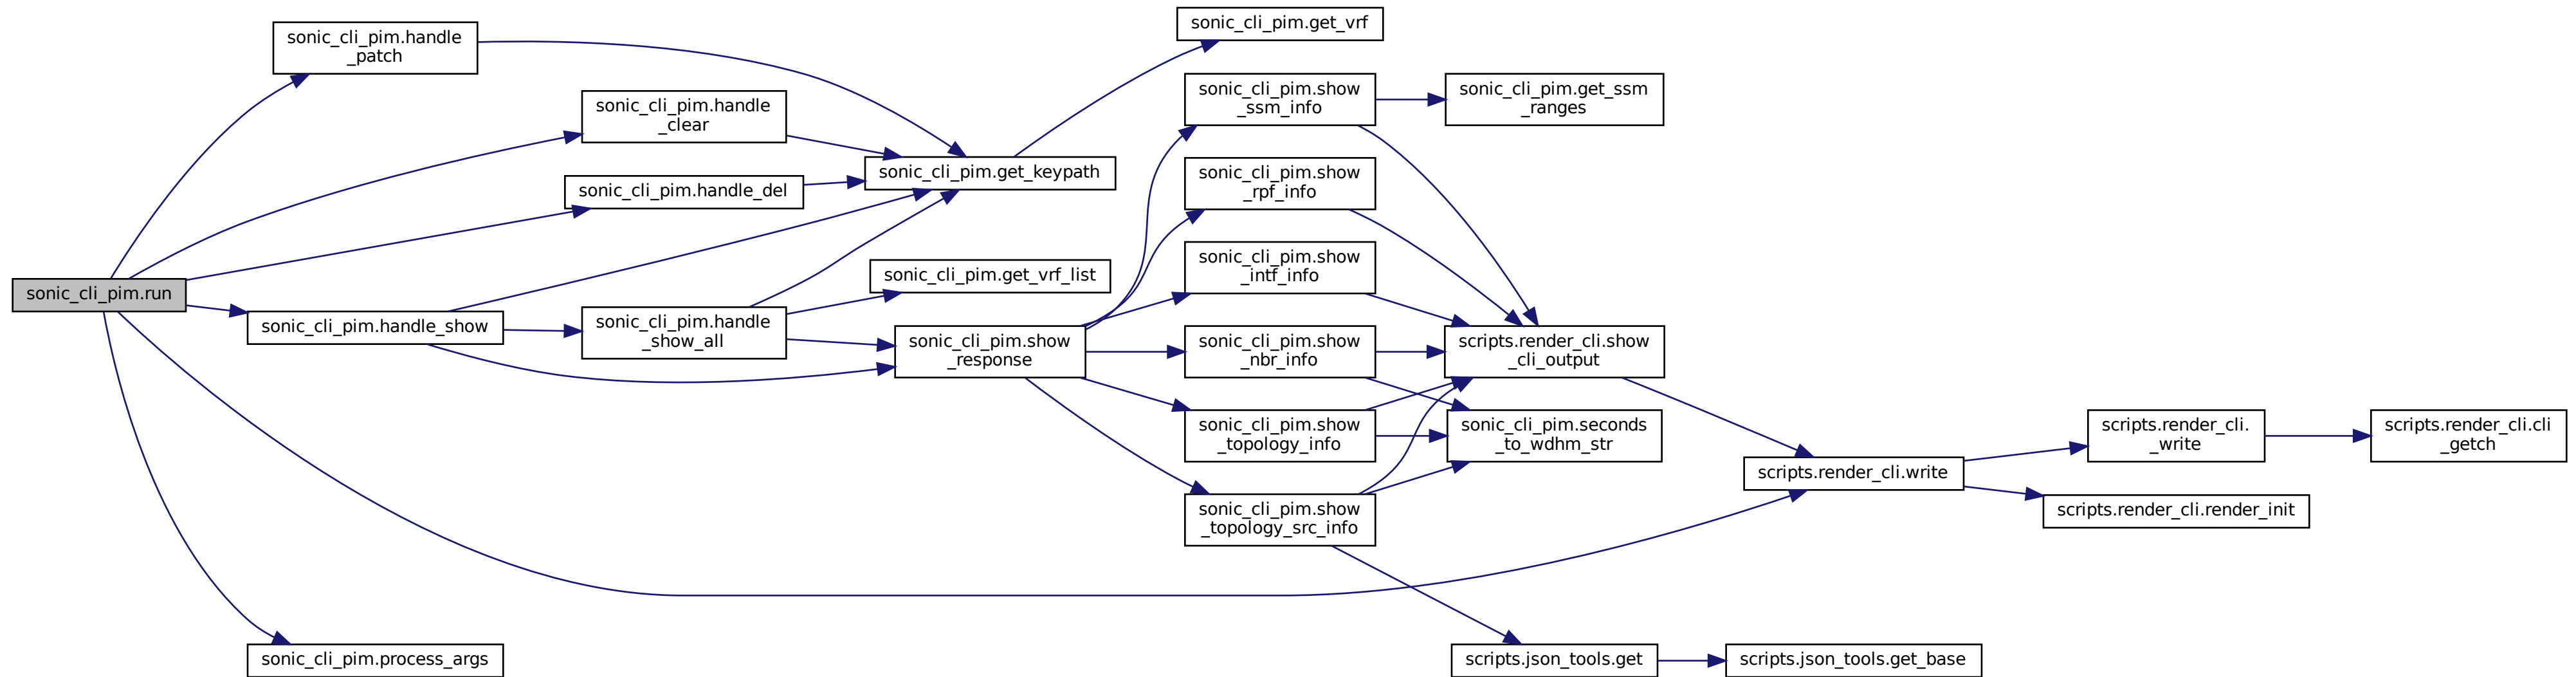 sonic_cli_pim.run
sonic_cli_pim.handle
_patch
sonic_cli_pim.handle
_clear
sonic_cli_pim.handle_del
sonic_cli_pim.handle_show
sonic_cli_pim.process_args
sonic_cli_pim.handle
_show_all
sonic_cli_pim.get_keypath
sonic_cli_pim.get_vrf_list
sonic_cli_pim.show
_response
sonic_cli_pim.get_vrf
sonic_cli_pim.show
_ssm_info
sonic_cli_pim.show
_rpf_info
sonic_cli_pim.show
_intf_info
sonic_cli_pim.show
_nbr_info
sonic_cli_pim.show
_topology_info
sonic_cli_pim.show
_topology_src_info
sonic_cli_pim.get_ssm
_ranges
scripts.render_cli.show
_cli_output
sonic_cli_pim.seconds
_to_wdhm_str
scripts.json_tools.get
scripts.render_cli.write
scripts.json_tools.get_base
scripts.render_cli.
_write
scripts.render_cli.render_init
scripts.render_cli.cli
_getch